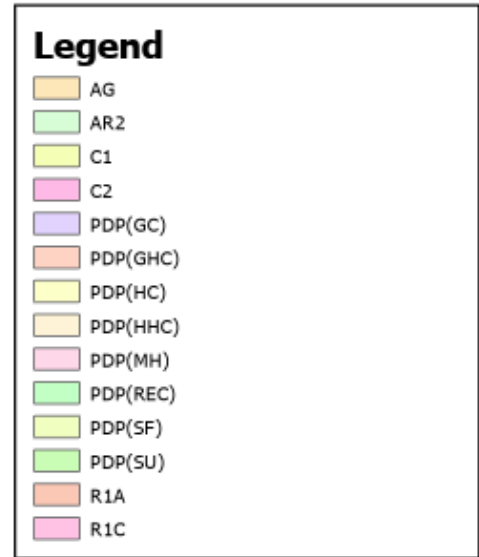 Legend
AG
AR2
C1
C2
PDP(GC)
PDP(GHC)
PDP(HC)
PDP(HHC)
PDP(MH)
PDP(REC)
PDP(SF)
PDP(SU)
R1A
R1C